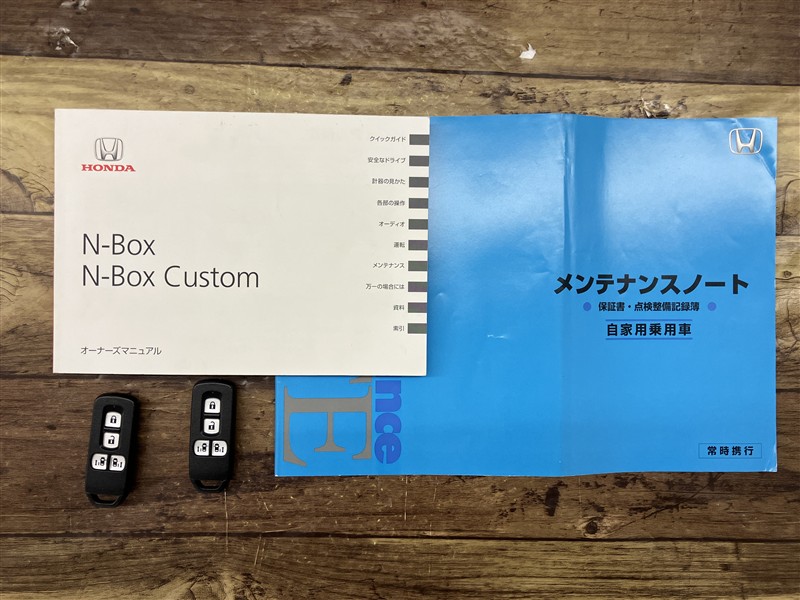 HONDA
N-Box
N-Box Custom
オーナーズマニュアル
クイックガイド
安全なドライブ
計器の見かた
各部の操作
オーディオ
運転
メンテナンス
万一の場合には
資料
索引
メンテナンスノート
保証書・点検整備記録簿
自家用乗用車
常時携行
nce
E